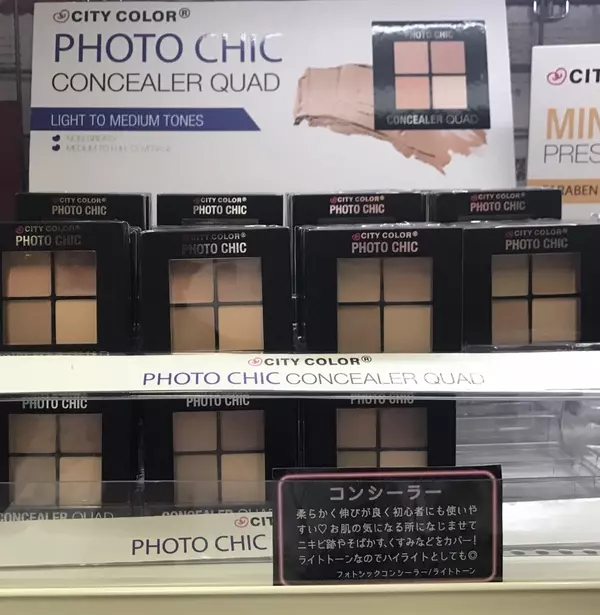 CITY COLOR®
PHOTO CHIC
CONCEALER QUAD
LIGHT TO MEDIUM TONES
PHOTO CHIC
CONCEALER QUAD
CIT
MIN
PRES
ARABEN
CITY COLOR®
PHOTO CHIC
CITY COLOR®
PHOTO CHIC
CITY COLOR®
PHOTO CHIC
CITY COLOR®
PHOTO CHIC
CITY COLOR®
PHOTO CHIC
CITY COLOR®
PHOTO CHIC
CITY COLOR®
PHOTO CHIC
CITY COLOR®
PHOTO CHIC
CITY COLOR®
PHOTO CHIC CONCEALER QUAD
PHOTO CHIC
PHOTO CHIC
PHOTO CHIC
CONCEALER QUAD
CONCEALER QUAD
CIT
PHOTO CHIC
コンシーラー
柔らかく伸びが良く初心者にも使いや
すい♡お肌の気になる所になじませて
ニキビ跡やそばかす、くすみなどをカバー!
ライトトーンなのでハイライトとしても◎
フォトシックコンシーラー/ライトトーン